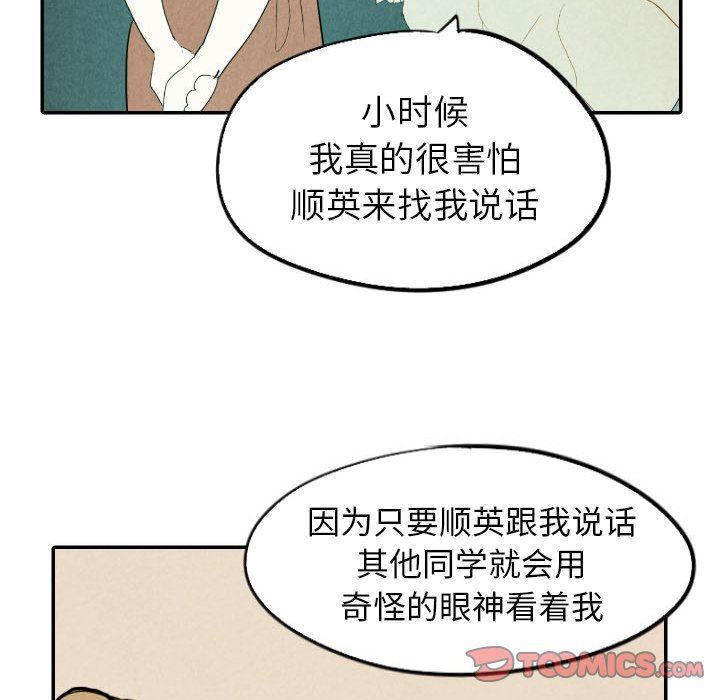 小时候
我真的很害怕
顺英来找我说话
因为只要顺英跟我说话
其他同学就会用
奇怪的眼神看着我
TOOMICS.COM